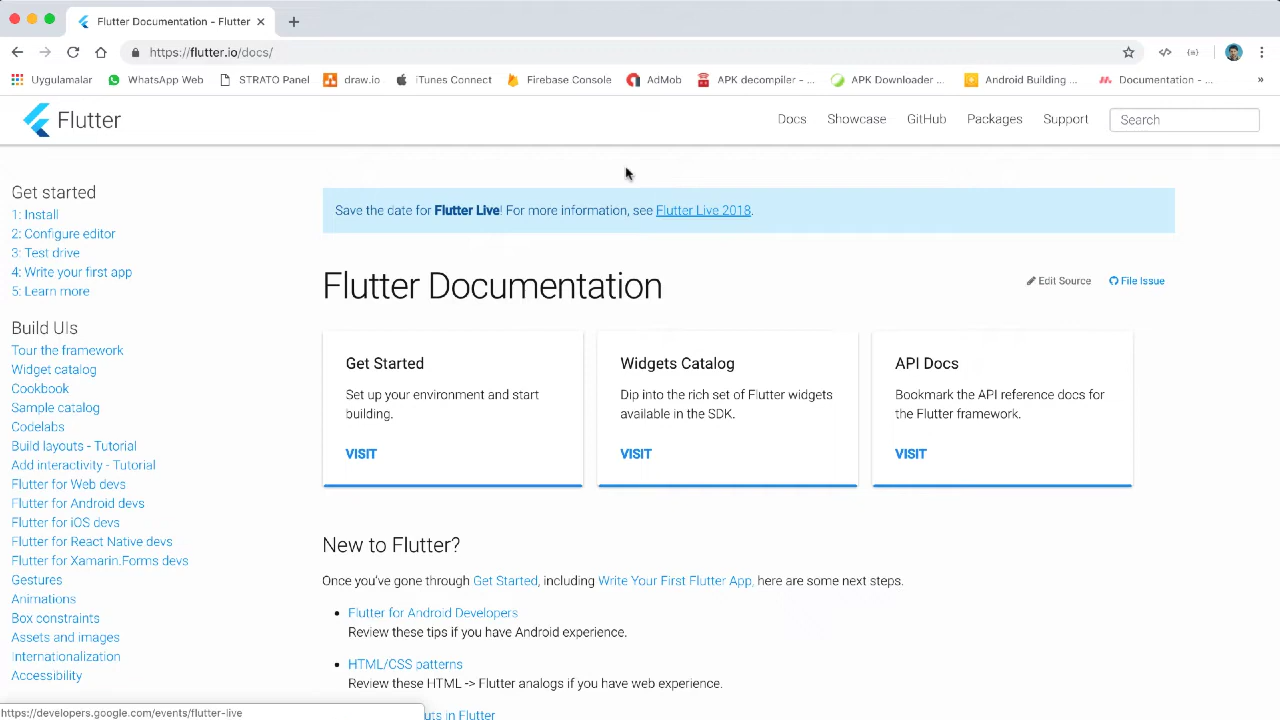 Flutter Documentation - Flutter
https://flutter.io/docs/
Uygulamalar WhatsApp Web STRATO Panel draw.io iTunes Connect Firebase Console AdMob APK decompiler - ... APK Downloader ... Android Building ... Documentation - ... »
Flutter Docs Showcase GitHub Packages Support Search
Get started
1: Install
2: Configure editor
3: Test drive
4: Write your first app
5: Learn more
Build UIs
Tour the framework
Widget catalog
Cookbook
Sample catalog
Codelabs
Build layouts - Tutorial
Add interactivity - Tutorial
Flutter for Web devs
Flutter for Android devs
Flutter for iOS devs
Flutter for React Native devs
Flutter for Xamarin.Forms devs
Gestures
Animations
Box constraints
Assets and images
Internationalization
Accessibility
Save the date for Flutter Live! For more information, see Flutter Live 2018.
Flutter Documentation
Edit Source File Issue
Get Started
Set up your environment and start
building.
VISIT
Widgets Catalog
Dip into the rich set of Flutter widgets
available in the SDK.
VISIT
API Docs
Bookmark the API reference docs for
the Flutter framework.
VISIT
New to Flutter?
Once you've gone through Get Started, including Write Your First Flutter App, here are some next steps.
Flutter for Android Developers
Review these tips if you have Android experience.
HTML/CSS patterns
Review these HTML -> Flutter analogs if you have web experience.
in Flutter
https://developers.google.com/events/flutter-live